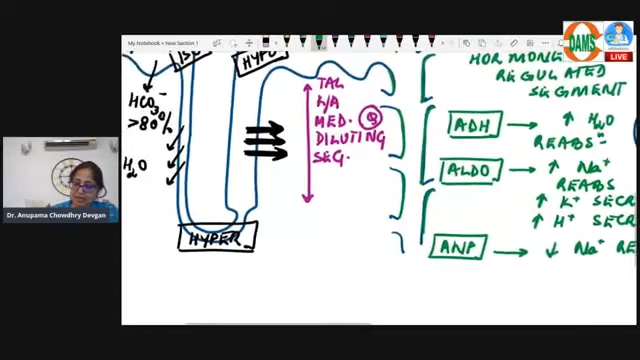 My Notebook > New Section 1
DAMS
LIVE
ISO
HYPO
HCO3-
>80%
H2O
HYPER
TAL
K/A
MED. Q
DILUTING
SEG.
HORMONE
REGULATED
SEGMENT
ADH → ↑ H2O
REABS-
ALDO → ↑ Na+
REABS
↑ K+ SECR
↑ H+ SECR
ANP → ↓ Na+ RE
Dr. Anupama Chowdhry Devgan